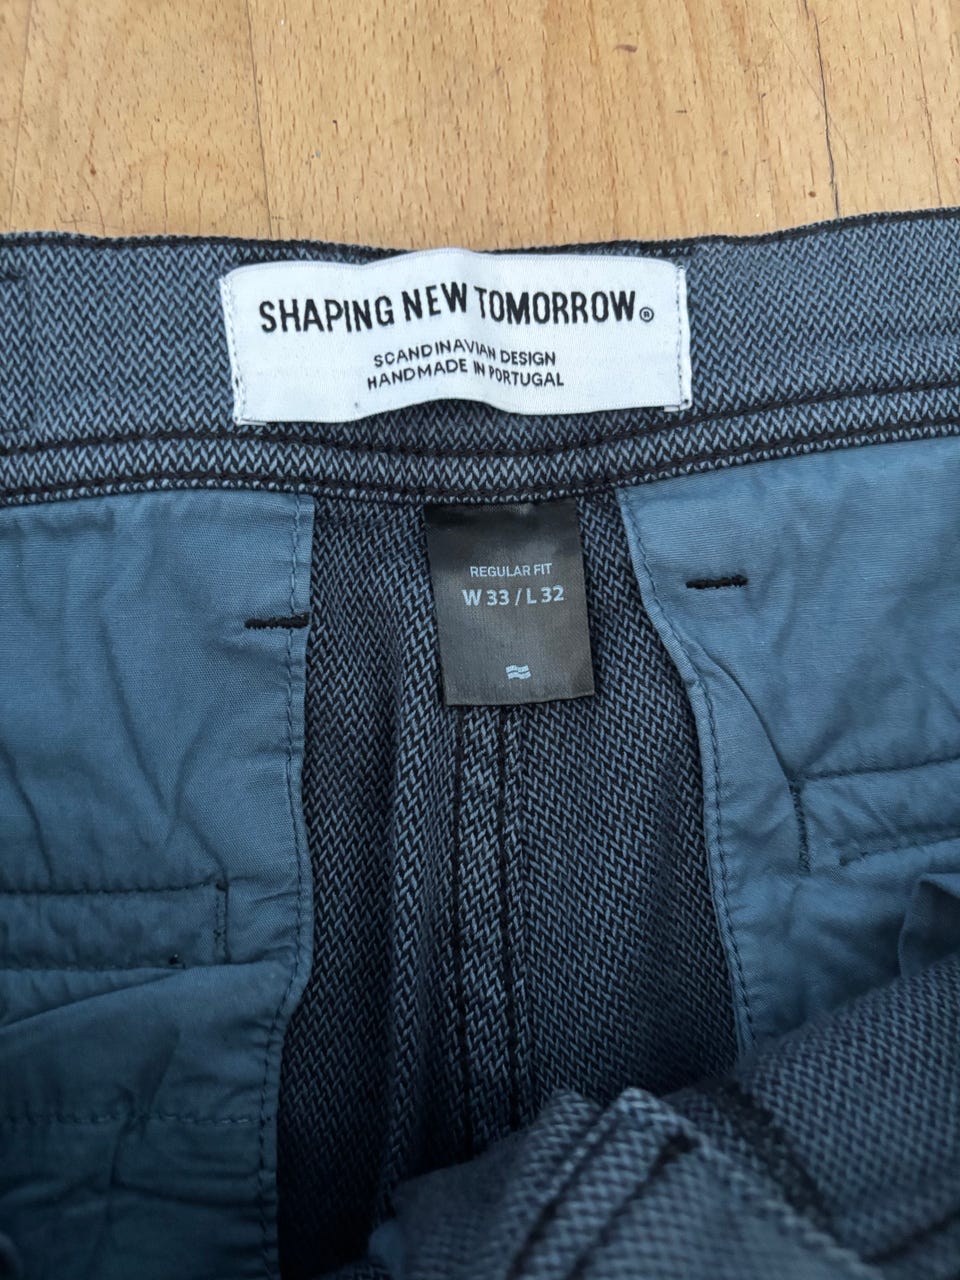 SHAPING NEW TOMORROW®
SCANDINAVIAN DESIGN
HANDMADE IN PORTUGAL
REGULAR FIT
W 33 / L 32